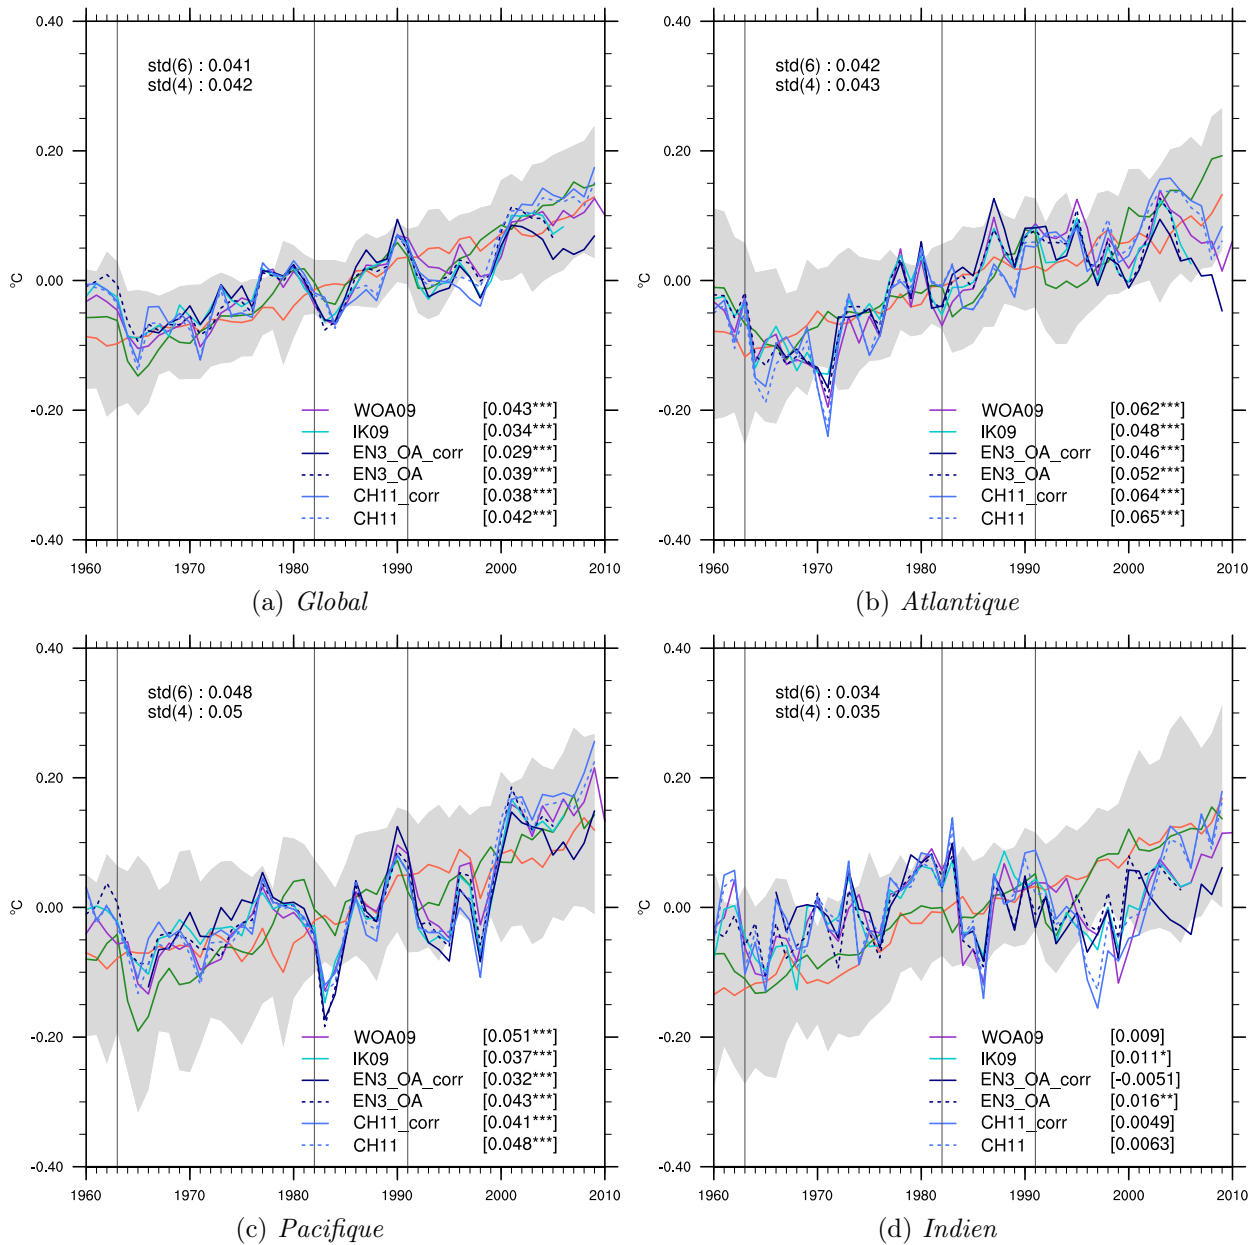 0.40
0.20
0.00
-0.20
-0.40
°C
std(6) : 0.041
std(4) : 0.042
WOA09 [0.043***]
IK09 [0.034***]
EN3_OA_corr [0.029***]
EN3_OA [0.039***]
CH11_corr [0.038***]
CH11 [0.042***]
1960 1970 1980 1990 2000 2010
(a) Global
0.40
0.20
0.00
-0.20
-0.40
°C
std(6) : 0.042
std(4) : 0.043
WOA09 [0.062***]
IK09 [0.048***]
EN3_OA_corr [0.046***]
EN3_OA [0.052***]
CH11_corr [0.064***]
CH11 [0.065***]
1960 1970 1980 1990 2000 2010
(b) Atlantique
0.40
0.20
0.00
-0.20
-0.40
°C
std(6) : 0.048
std(4) : 0.05
WOA09 [0.051***]
IK09 [0.037***]
EN3_OA_corr [0.032***]
EN3_OA [0.043***]
CH11_corr [0.041***]
CH11 [0.048***]
1960 1970 1980 1990 2000 2010
(c) Pacifique
0.40
0.20
0.00
-0.20
-0.40
°C
std(6) : 0.034
std(4) : 0.035
WOA09 [0.009]
IK09 [0.011*]
EN3_OA_corr [-0.0051]
EN3_OA [0.016**]
CH11_corr [0.0049]
CH11 [0.0063]
1960 1970 1980 1990 2000 2010
(d) Indien